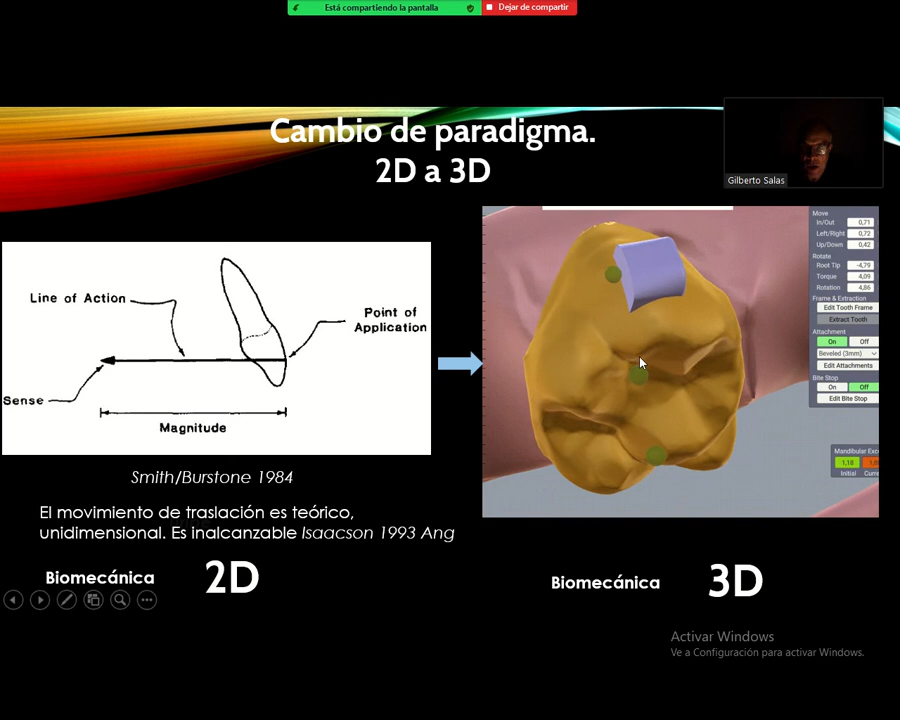 Está compartiendo la pantalla
Dejar de compartir
Cambio de paradigma.
2D a 3D
Gilberto Salas
Line of Action
Point of
Application
Sense
Magnitude
Smith/Burstone 1984
El movimiento de traslación es teórico,
unidimensional. Es inalcanzable Isaacson 1993 Ang
Biomecánica 2D
Move
In/Out 0,71
Left/Right 0,72
Up/Down 0,42
Rotate
Root Tip -4,79
Torque 4,09
Rotation 4,86
Frame & Extraction
Edit Tooth Frame
Extract Tooth
Attachment
On Off
Beveled (3mm)
Edit Attachments
Bite Stop
On Off
Edit Bite Stop
Mandibular Exc
1,18
Initial Curre
Biomecánica 3D
Activar Windows
Ve a Configuración para activar Windows.